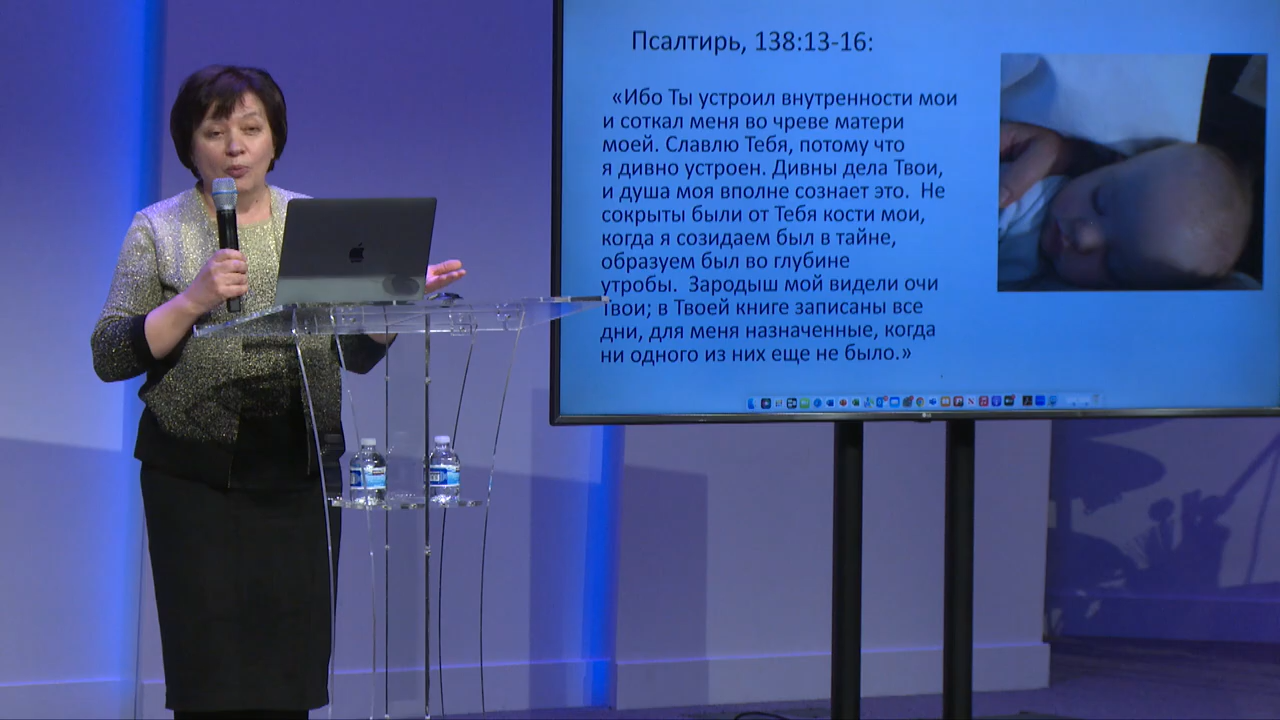 Псалтирь, 138:13-16:
«Ибо Ты устроил внутренности мои
и соткал меня во чреве матери
моей. Славлю Тебя, потому что
я дивно устроен. Дивны дела Твои,
и душа моя вполне сознает это. Не
сокрыты были от Тебя кости мои,
когда я созидаем был в тайне,
образуем был во глубине
утробы. Зародыш мой видели очи
Твои; в Твоей книге записаны все
дни, для меня назначенные, когда
ни одного из них еще не было.»